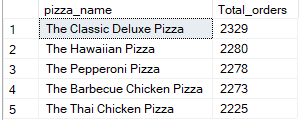 pizza_name Total_orders
1 The Classic Deluxe Pizza 2329
2 The Hawaiian Pizza 2280
3 The Pepperoni Pizza 2278
4 The Barbecue Chicken Pizza 2273
5 The Thai Chicken Pizza 2225